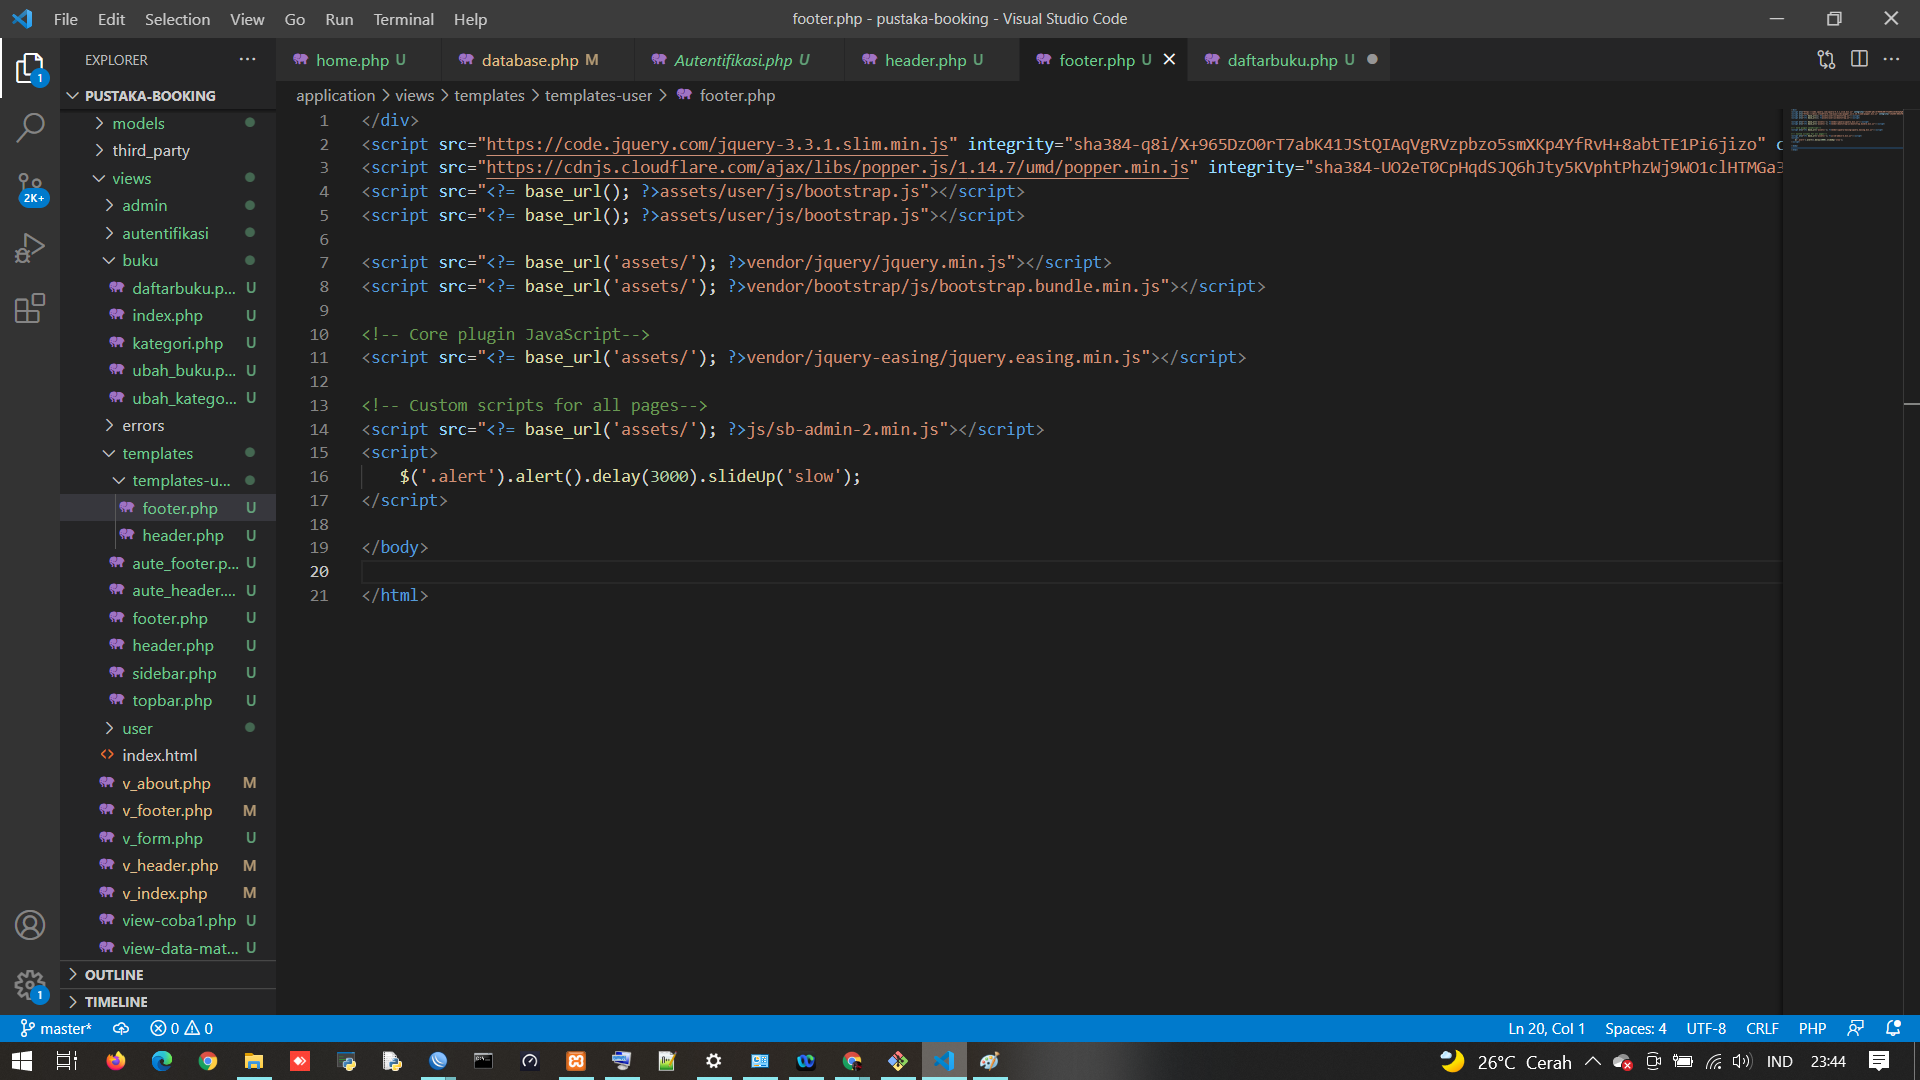 File Edit Selection View Go Run Terminal Help
footer.php - pustaka-booking - Visual Studio Code
EXPLORER
home.php U
database.php M
Autentifikasi.php U
header.php U
footer.php U
daftarbuku.php U
application > views > templates > templates-user > footer.php
1
2K+
1
PUSTAKA-BOOKING
models
third_party
views
admin
autentifikasi
buku
daftarbuku.p... U
index.php U
kategori.php U
ubah_buku.p... U
ubah_katego... U
errors
templates
templates-u...
footer.php U
header.php U
aute_footer.p... U
aute_header.... U
footer.php U
header.php U
sidebar.php U
topbar.php U
user
index.html
v_about.php M
v_footer.php M
v_form.php U
v_header.php M
v_index.php M
view-coba1.php U
view-data-mat... U
OUTLINE
TIMELINE
1 </div>
2 <script src="https://code.jquery.com/jquery-3.3.1.slim.min.js" integrity="sha384-q8i/X+965DzO0rT7abK41JStQIAqVgRVzpbzo5smXKp4YfRvH+8abtTE1Pi6jizo" c
3 <script src="https://cdnjs.cloudflare.com/ajax/libs/popper.js/1.14.7/umd/popper.min.js" integrity="sha384-UO2eT0CpHqdSJQ6hJty5KVphtPhzWj9WO1clHTMGa3
4 <script src="<?= base_url(); ?>assets/user/js/bootstrap.js"></script>
5 <script src="<?= base_url(); ?>assets/user/js/bootstrap.js"></script>
6
7 <script src="<?= base_url('assets/'); ?>vendor/jquery/jquery.min.js"></script>
8 <script src="<?= base_url('assets/'); ?>vendor/bootstrap/js/bootstrap.bundle.min.js"></script>
9
10 <!-- Core plugin JavaScript-->
11 <script src="<?= base_url('assets/'); ?>vendor/jquery-easing/jquery.easing.min.js"></script>
12
13 <!-- Custom scripts for all pages-->
14 <script src="<?= base_url('assets/'); ?>js/sb-admin-2.min.js"></script>
15 <script>
16 $('.alert').alert().delay(3000).slideUp('slow');
17 </script>
18
19 </body>
20
21 </html>
master* 0 0
Ln 20, Col 1 Spaces: 4 UTF-8 CRLF PHP
26°C Cerah IND 23:44